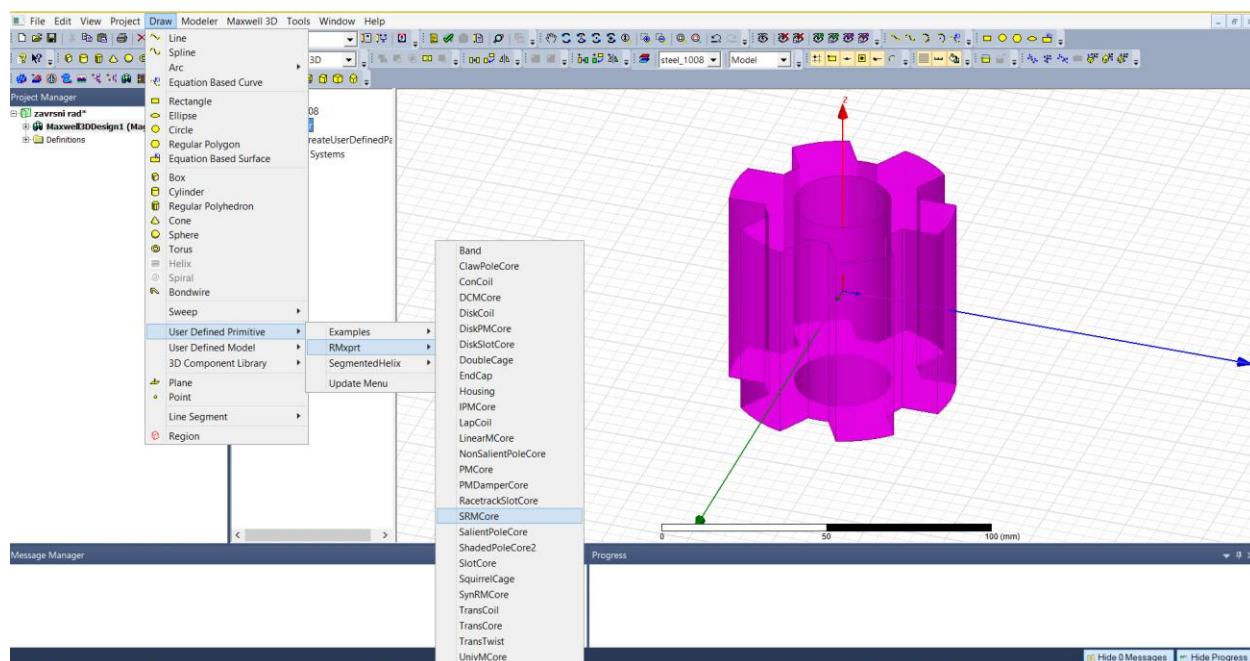 File Edit View Project Draw Modeler Maxwell 3D Tools Window Help
3D
steel_1008
Model
Project Manager
zavrsni rad*
Maxwell3DDesign1 (Ma
Definitions
Line
Spline
Arc
Equation Based Curve
Rectangle
Ellipse
Circle
Regular Polygon
Equation Based Surface
Box
Cylinder
Regular Polyhedron
Cone
Sphere
Torus
Helix
Spiral
Bondwire
Sweep
User Defined Primitive
User Defined Model
3D Component Library
Plane
Point
Line Segment
Region
08
reateUserDefinedPa
Systems
Examples
RMxprt
SegmentedHelix
Update Menu
Band
ClawPoleCore
ConCoil
DCMCore
DiskCoil
DiskPMCore
DiskSlotCore
DoubleCage
EndCap
Housing
IPMCore
LapCoil
LinearMCore
NonSalientPoleCore
PMCore
PMDamperCore
RacetrackSlotCore
SRMCore
SalientPoleCore
ShadedPoleCore2
SlotCore
SquirrelCage
SynRMCore
TransCoil
TransCore
TransTwist
UnivMCore
Z
0 50 100 (mm)
Message Manager
Progress
Hide 0 Messages Hide Progress